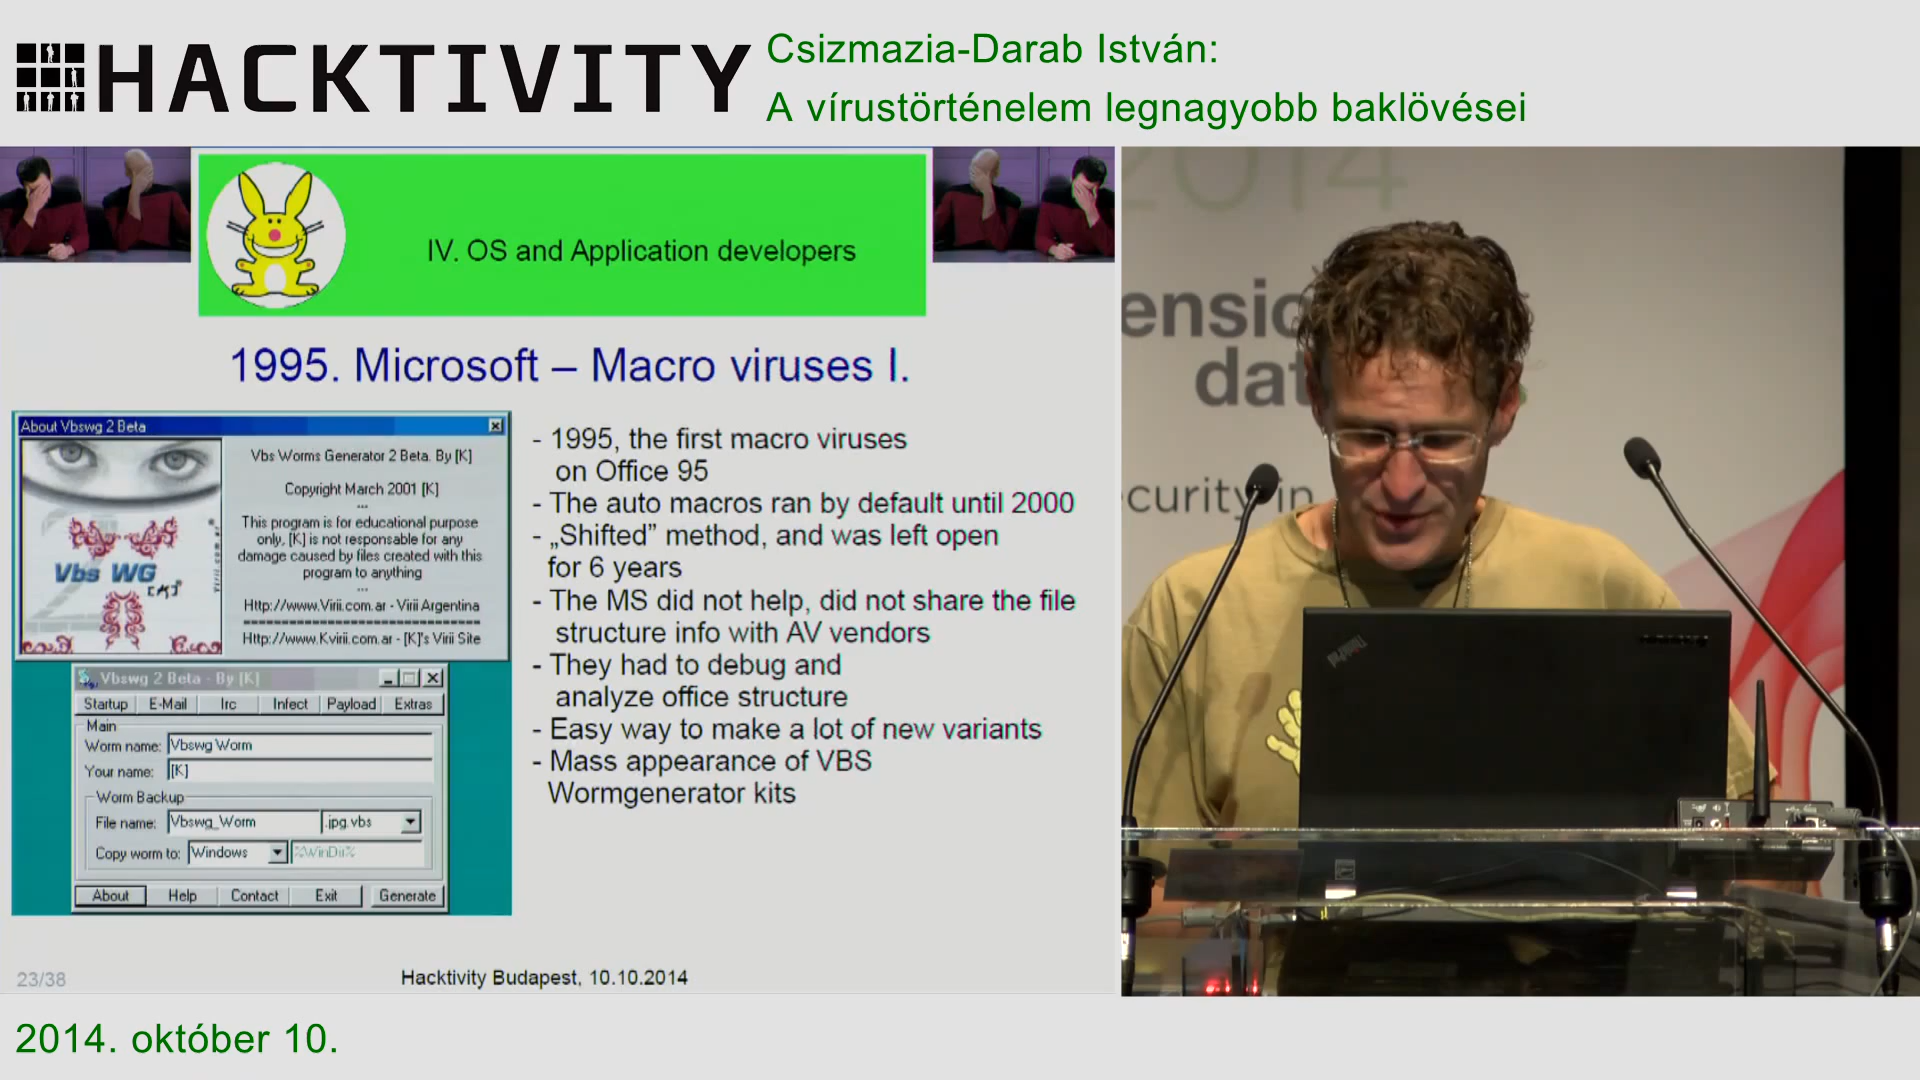 HACKTIVITY
Csizmazia-Darab István:
A vírustörténelem legnagyobb baklövései
IV. OS and Application developers
1995. Microsoft – Macro viruses I.
About Vbswg 2 Beta
Vbs Worms Generator 2 Beta. By [K]
Copyright March 2001 [K]
---
This program is for educational purpose
only, [K] is not responsible for any
damage caused by files created with this
program to anything
---
Http://www.Virii.com.ar - Virii Argentina
Http://www.Kvirii.com.ar - [K]'s Virii Site
Vbs WG
Vbswg 2 Beta - By [K]
Startup E-Mail Irc Infect Payload Extras
Main
Worm name: Vbswg Worm
Your name: [K]
Worm Backup
File name: Vbswg_Worm .jpg.vbs
Copy worm to: Windows %WinDir%
About Help Contact Exit Generate
- 1995, the first macro viruses
on Office 95
- The auto macros ran by default until 2000
- „Shifted” method, and was left open
for 6 years
- The MS did not help, did not share the file
structure info with AV vendors
- They had to debug and
analyze office structure
- Easy way to make a lot of new variants
- Mass appearance of VBS
Wormgenerator kits
23/38
Hacktivity Budapest, 10.10.2014
2014
ensio
dat
curity in
ThinkPad
2014. október 10.